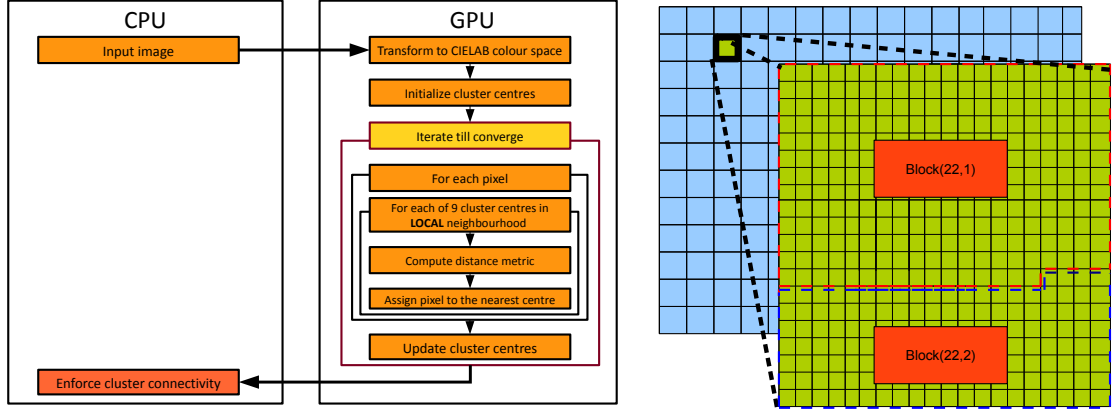 CPU
GPU
Input image
Transform to CIELAB colour space
Initialize cluster centres
Iterate till converge
For each pixel
For each of 9 cluster centres in
LOCAL neighbourhood
Compute distance metric
Assign pixel to the nearest centre
Update cluster centres
Enforce cluster connectivity
Block(22,1)
Block(22,2)